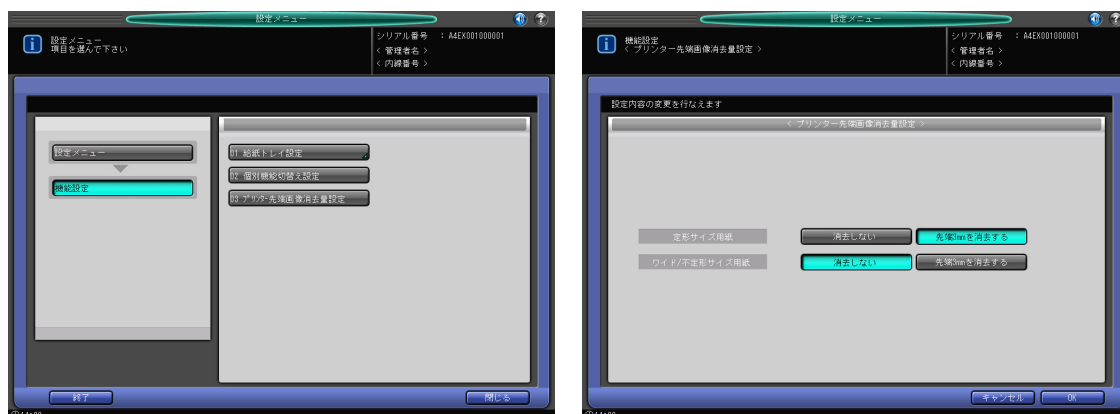 設定メニュー
設定メニュー
項目を選んで下さい
シリアル番号 : A4EX001000001
< 管理者名 >
< 内線番号 >
設定メニュー
機能設定
01 給紙トレイ設定
02 個別機能切替え設定
03 プリンター先端画像消去量設定
終了
閉じる
設定メニュー
機能設定
< プリンター先端画像消去量設定 >
シリアル番号 : A4EX001000001
< 管理者名 >
< 内線番号 >
設定内容の変更を行なえます
< プリンター先端画像消去量設定 >
定形サイズ用紙 消去しない 先端3mmを消去する
ワイド/不定形サイズ用紙 消去しない 先端3mmを消去する
キャンセル OK